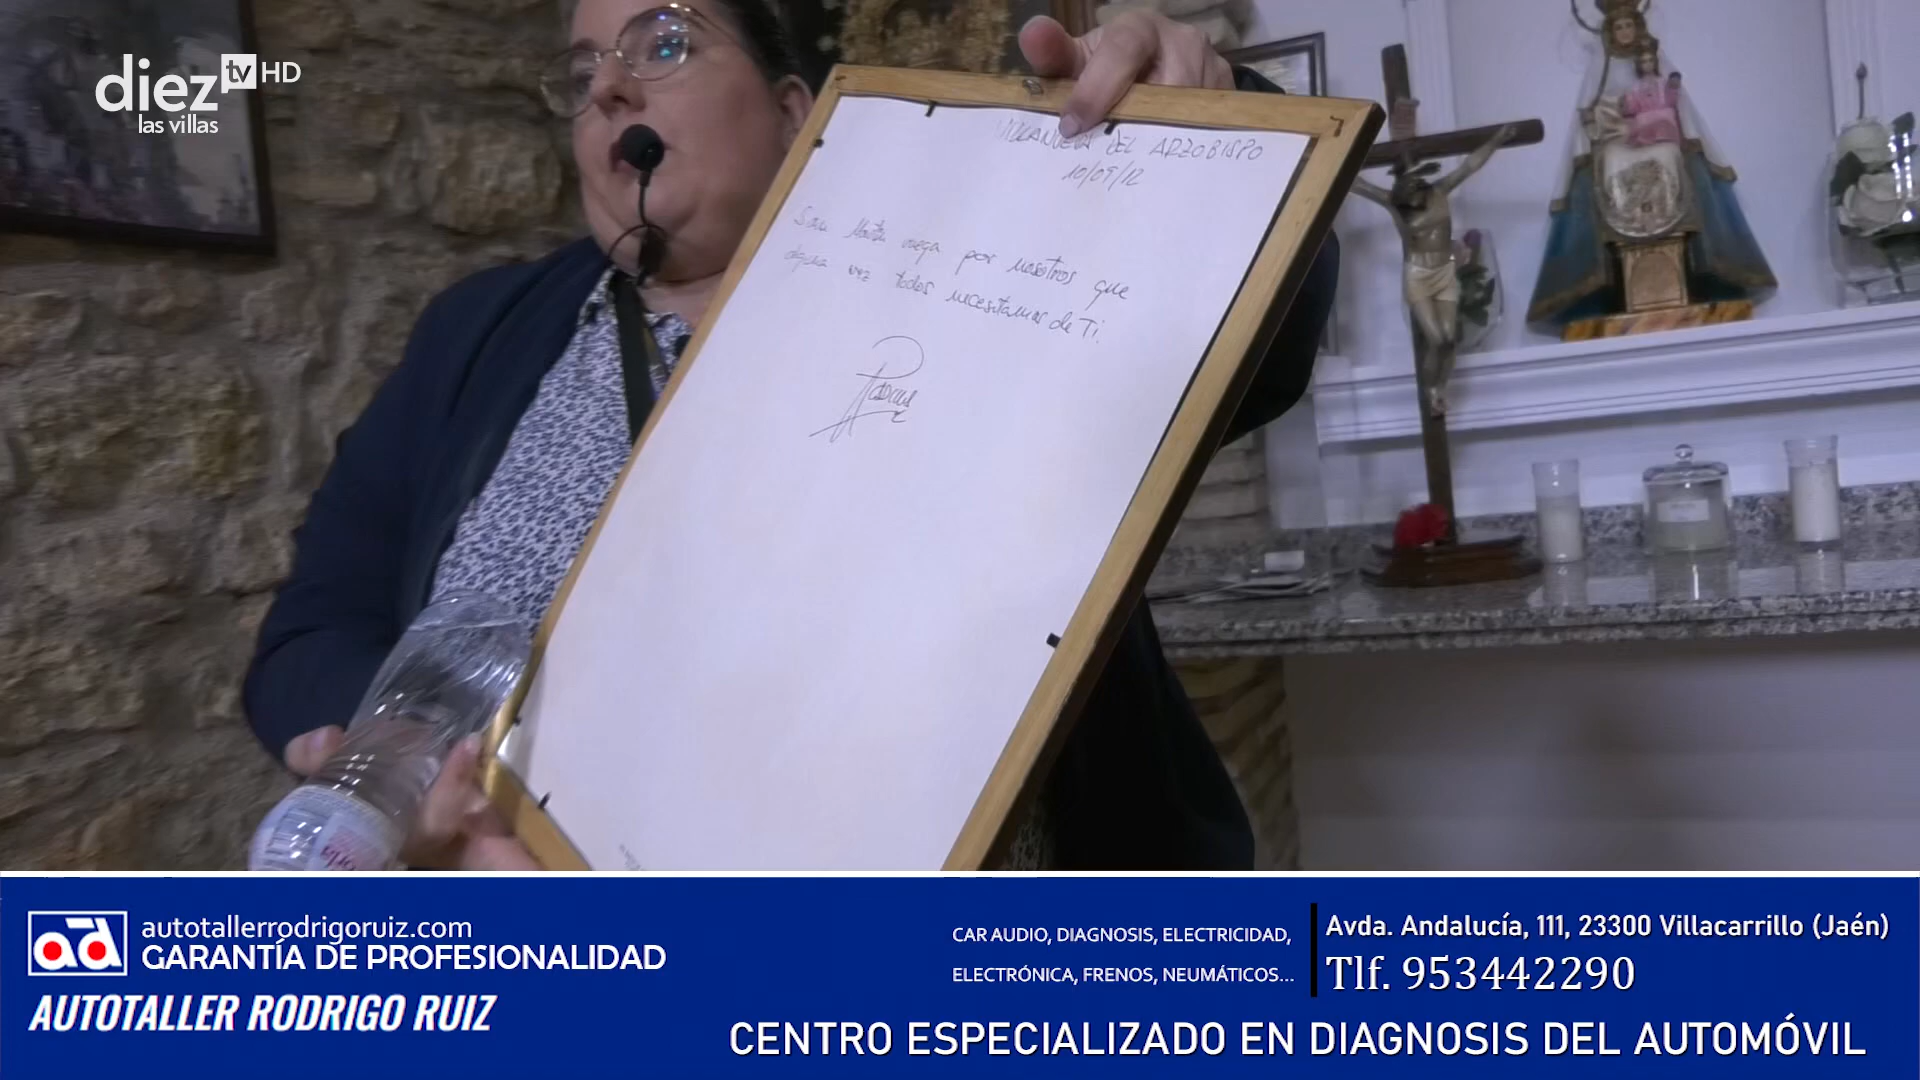 diez tv HD
las villas
VILLANUEVA DEL ARZOBISPO
10/09/12
San Martín ruega por nosotros que
alguna vez todos necesitamos de Ti.
autotallerrodrigoruiz.com
GARANTÍA DE PROFESIONALIDAD
AUTOTALLER RODRIGO RUIZ
CAR AUDIO, DIAGNOSIS, ELECTRICIDAD,
ELECTRÓNICA, FRENOS, NEUMÁTICOS...
Avda. Andalucía, 111, 23300 Villacarrillo (Jaén)
Tlf. 953442290
CENTRO ESPECIALIZADO EN DIAGNOSIS DEL AUTOMÓVIL
ad